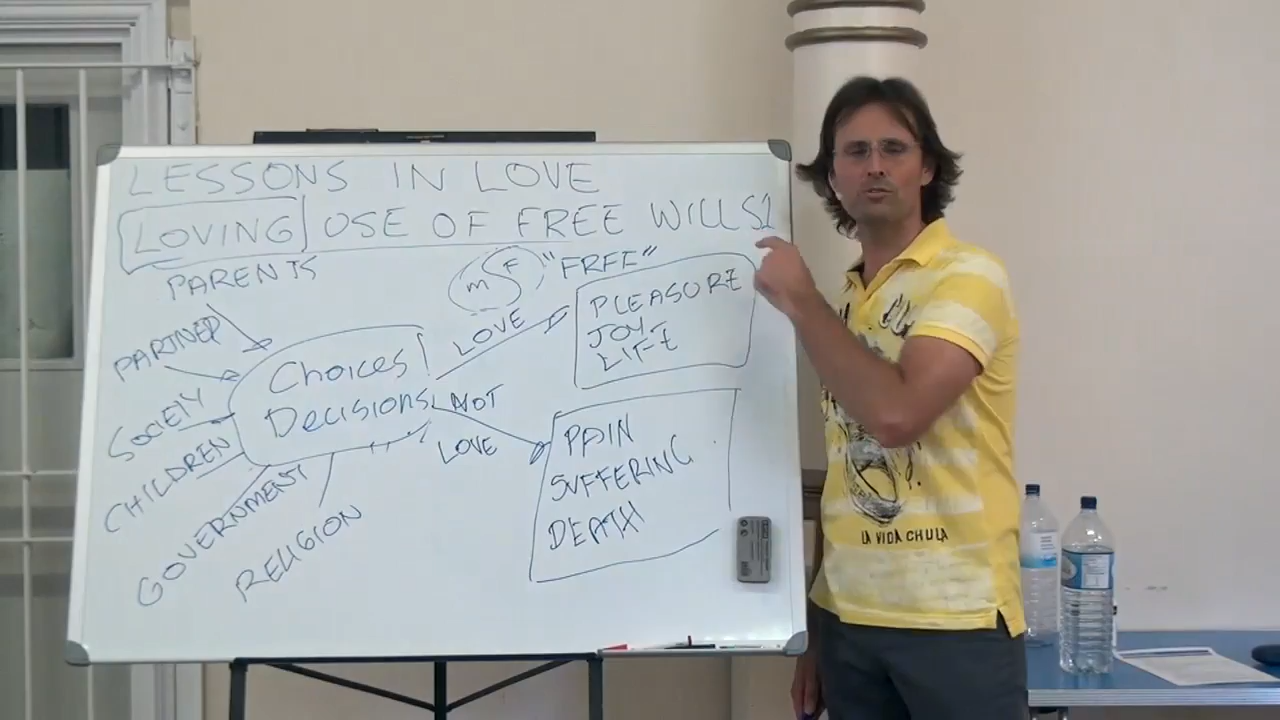 LESSONS IN LOVE
LOVING USE OF FREE WILLS1
PARENTS
m F "FREE"
PARTNER
LOVE
PLEASURE
JOY
LIFE
SOCIETY
Choices
Decisions
NOT
LOVE
CHILDREN
PAIN
SUFFERING
DEATH
GOVERNMENT
RELIGION
LA VIDA CHULA